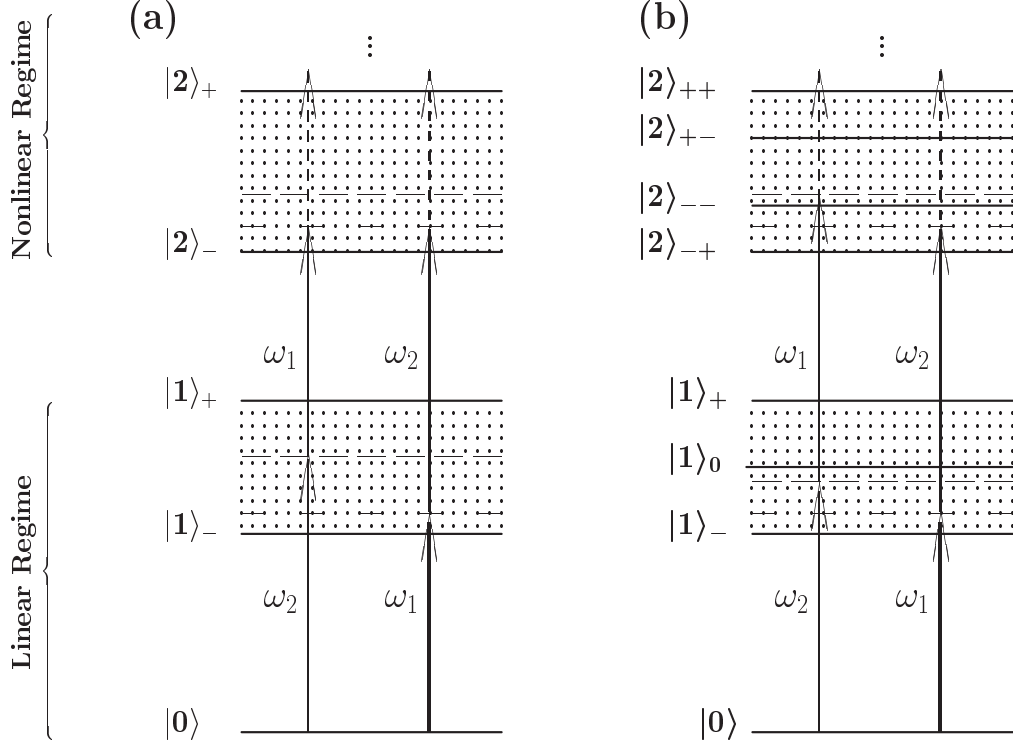 (a)
⋮
|2⟩₊
|2⟩₋
ω₁
ω₂
|1⟩₊
|1⟩₋
ω₂
ω₁
|0⟩
(b)
⋮
|2⟩₊₊
|2⟩₊₋
|2⟩₋₋
|2⟩₋₊
ω₁
ω₂
|1⟩₊
|1⟩₀
|1⟩₋
ω₂
ω₁
|0⟩
Nonlinear Regime
Linear Regime